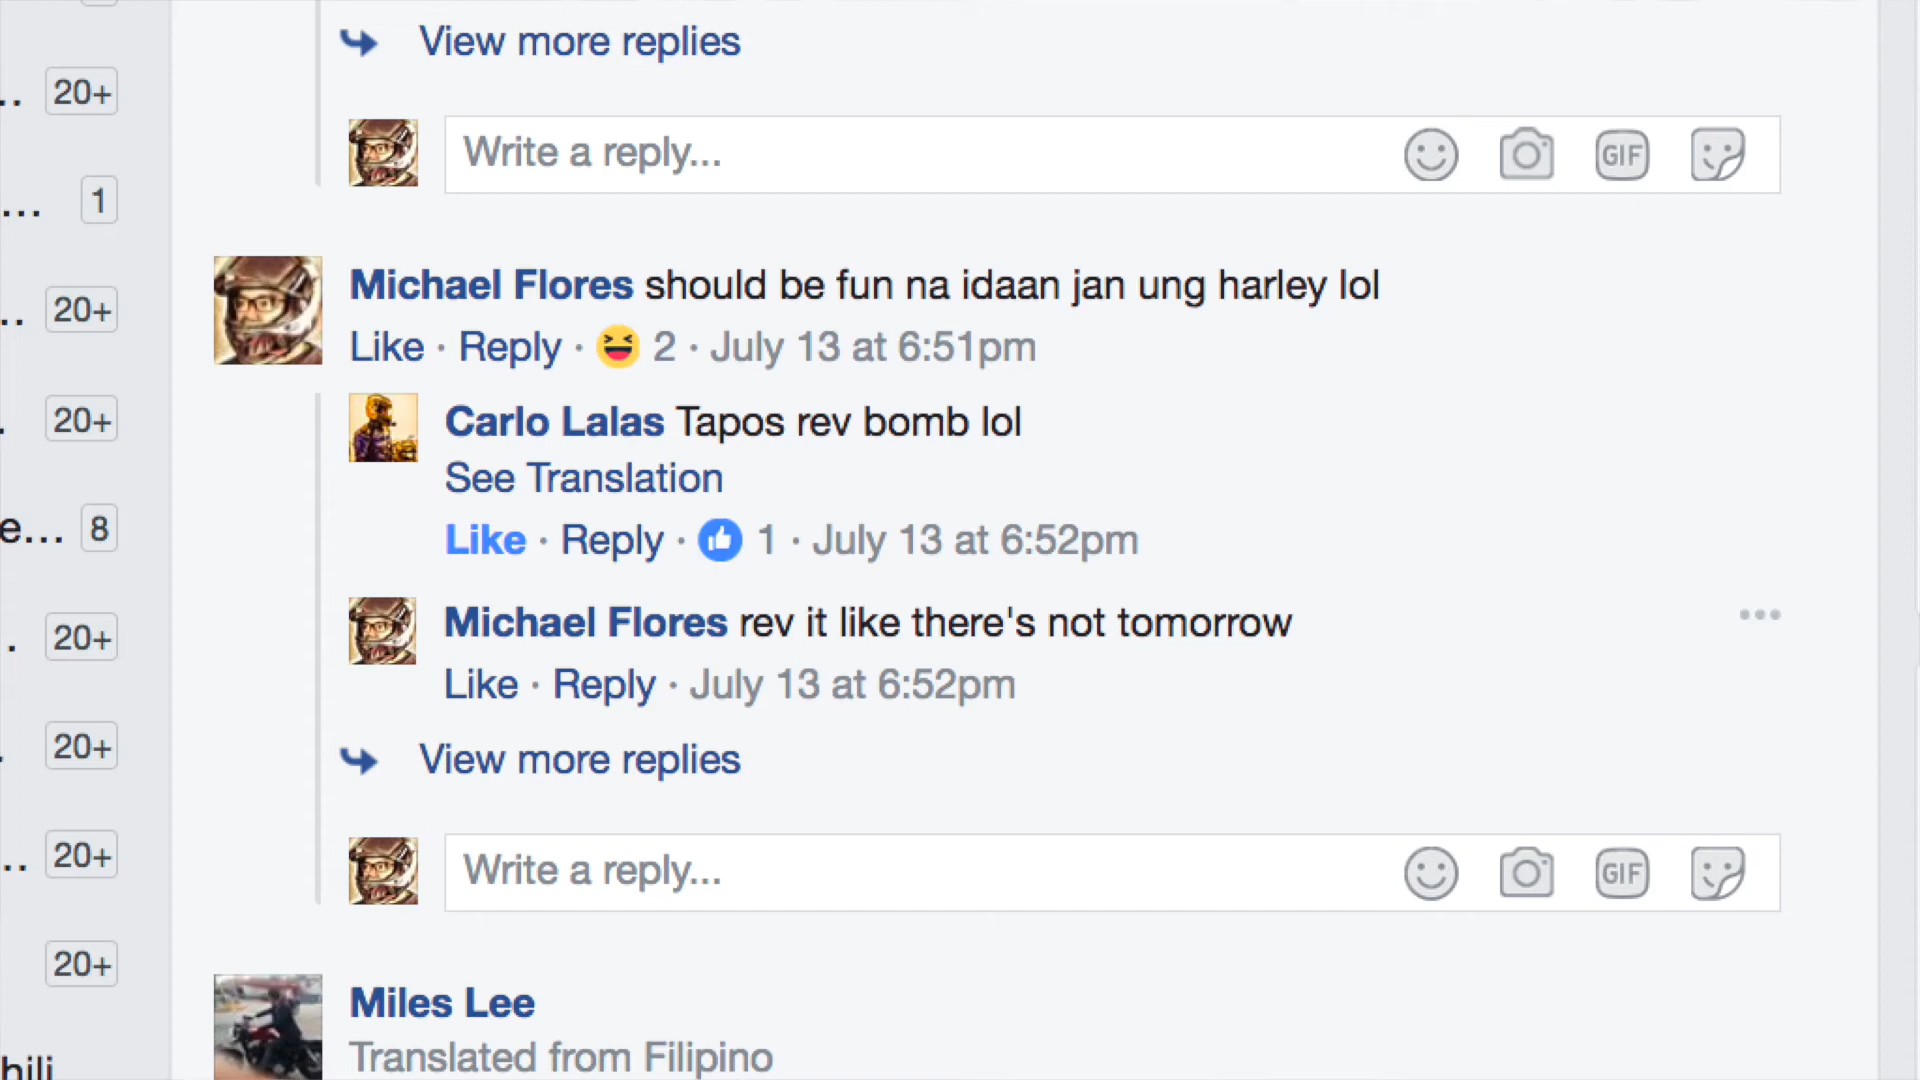 View more replies
.. 20+
Write a reply...
GIF
... 1
Michael Flores should be fun na idaan jan ung harley lol
.. 20+
Like · Reply · 2 · July 13 at 6:51pm
. 20+
Carlo Lalas Tapos rev bomb lol
See Translation
e... 8
Like · Reply · 1 · July 13 at 6:52pm
. 20+
Michael Flores rev it like there's not tomorrow
Like · Reply · July 13 at 6:52pm
. 20+
View more replies
.. 20+
Write a reply...
GIF
20+
Miles Lee
Translated from Filipino
hili